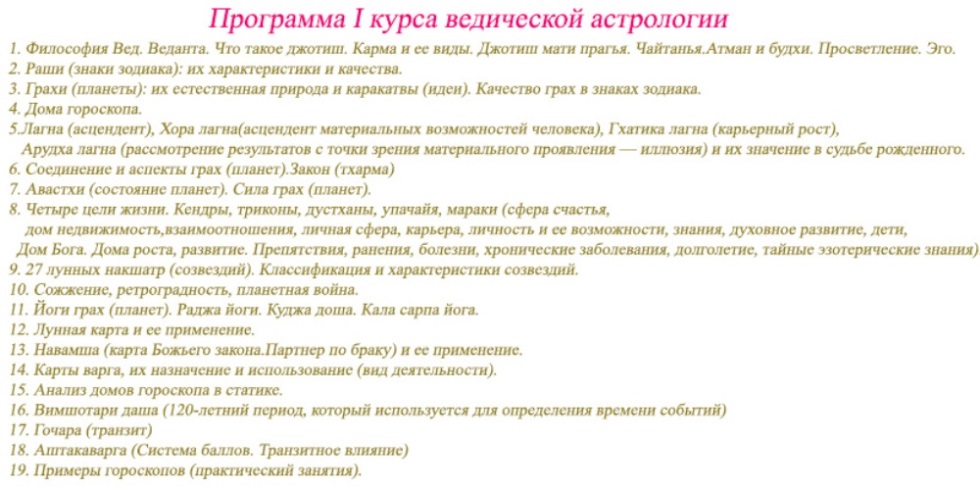 Программа I курса ведической астрологии
1. Философия Вед. Веданта. Что такое джотиш. Карма и ее виды. Джотиш мати прагья. Чайтанья.Атман и будхи. Просветление. Эго.
2. Раши (знаки зодиака): их характеристики и качества.
3. Грахи (планеты): их естественная природа и каракатвы (идеи). Качество грах в знаках зодиака.
4. Дома гороскопа.
5.Лагна (асцендент), Хора лагна(асцендент материальных возможностей человека), Гхатика лагна (карьерный рост),
Арудха лагна (рассмотрение результатов с точки зрения материального проявления — иллюзия) и их значение в судьбе рожденного.
6. Соединение и аспекты грах (планет).Закон (тхарма)
7. Авастхи (состояние планет). Сила грах (планет).
8. Четыре цели жизни. Кендры, триконы, дустханы, упачайя, мараки (сфера счастья,
дом недвижимость,взаимоотношения, личная сфера, карьера, личность и ее возможности, знания, духовное развитие, дети,
Дом Бога. Дома роста, развитие. Препятствия, ранения, болезни, хронические заболевания, долголетие, тайные эзотерические знания)
9. 27 лунных накшатр (созвездий). Классификация и характеристики созвездий.
10. Сожжение, ретроградность, планетная война.
11. Йоги грах (планет). Раджа йоги. Куджа доша. Кала сарпа йога.
12. Лунная карта и ее применение.
13. Навамша (карта Божьего закона.Партнер по браку) и ее применение.
14. Карты варга, их назначение и использование (вид деятельности).
15. Анализ домов гороскопа в статике.
16. Вимшотари даша (120-летний период, который используется для определения времени событий)
17. Гочара (транзит)
18. Аштакаварга (Система баллов. Транзитное влияние)
19. Примеры гороскопов (практический занятия).